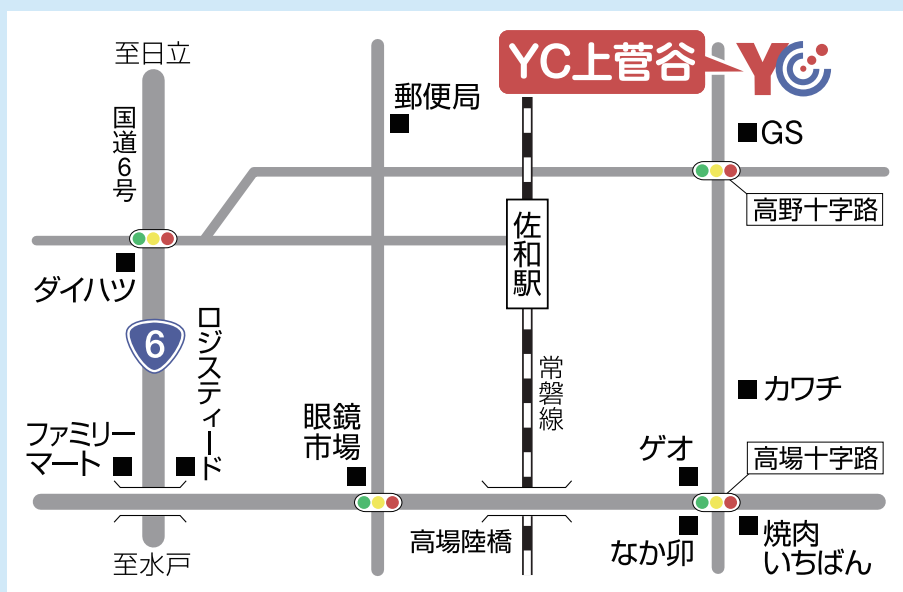 至日立
YC上菅谷
YC
郵便局
国道6号
GS
高野十字路
佐和駅
ダイハツ
6
ロジスティード
常磐線
カワチ
眼鏡
市場
ファミリー
マート
ゲオ
高場十字路
高場陸橋
なか卯
焼肉
いちばん
至水戸